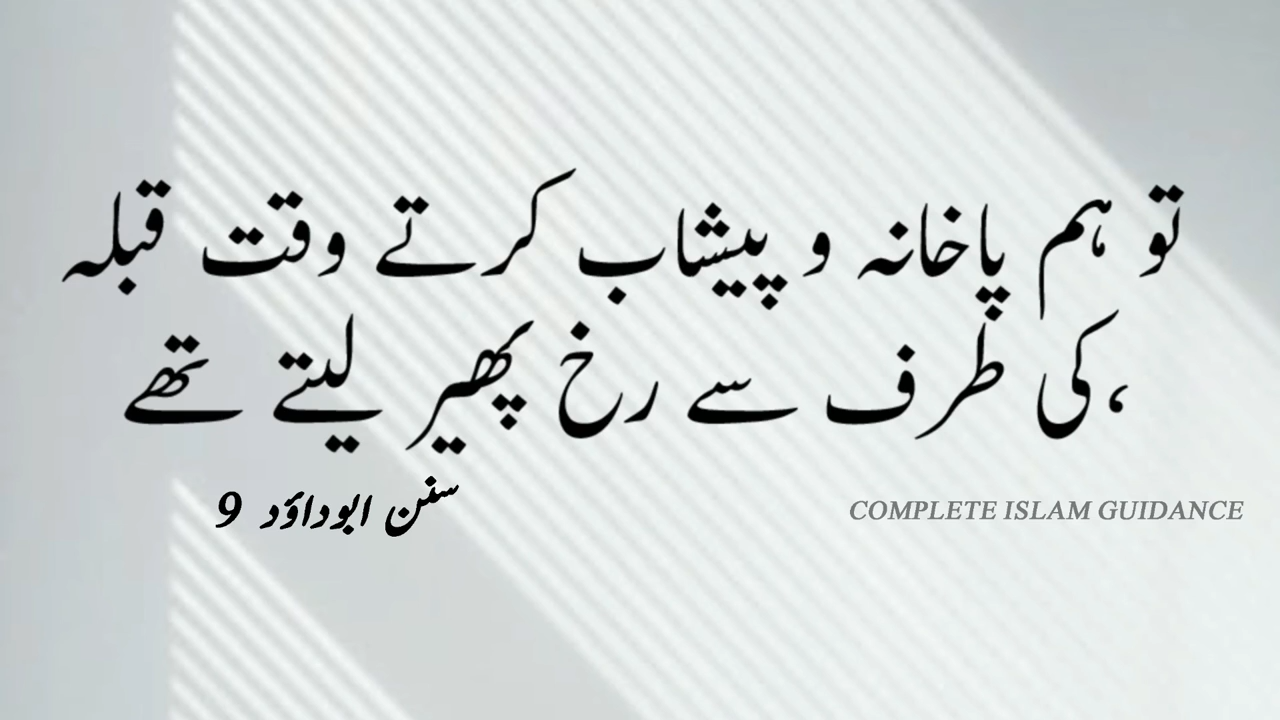 تو ہم پاخانہ و پیشاب کرتے وقت قبلہ
کی طرف سے رخ پھیر لیتے تھے،
سنن ابوداؤد 9
COMPLETE ISLAM GUIDANCE